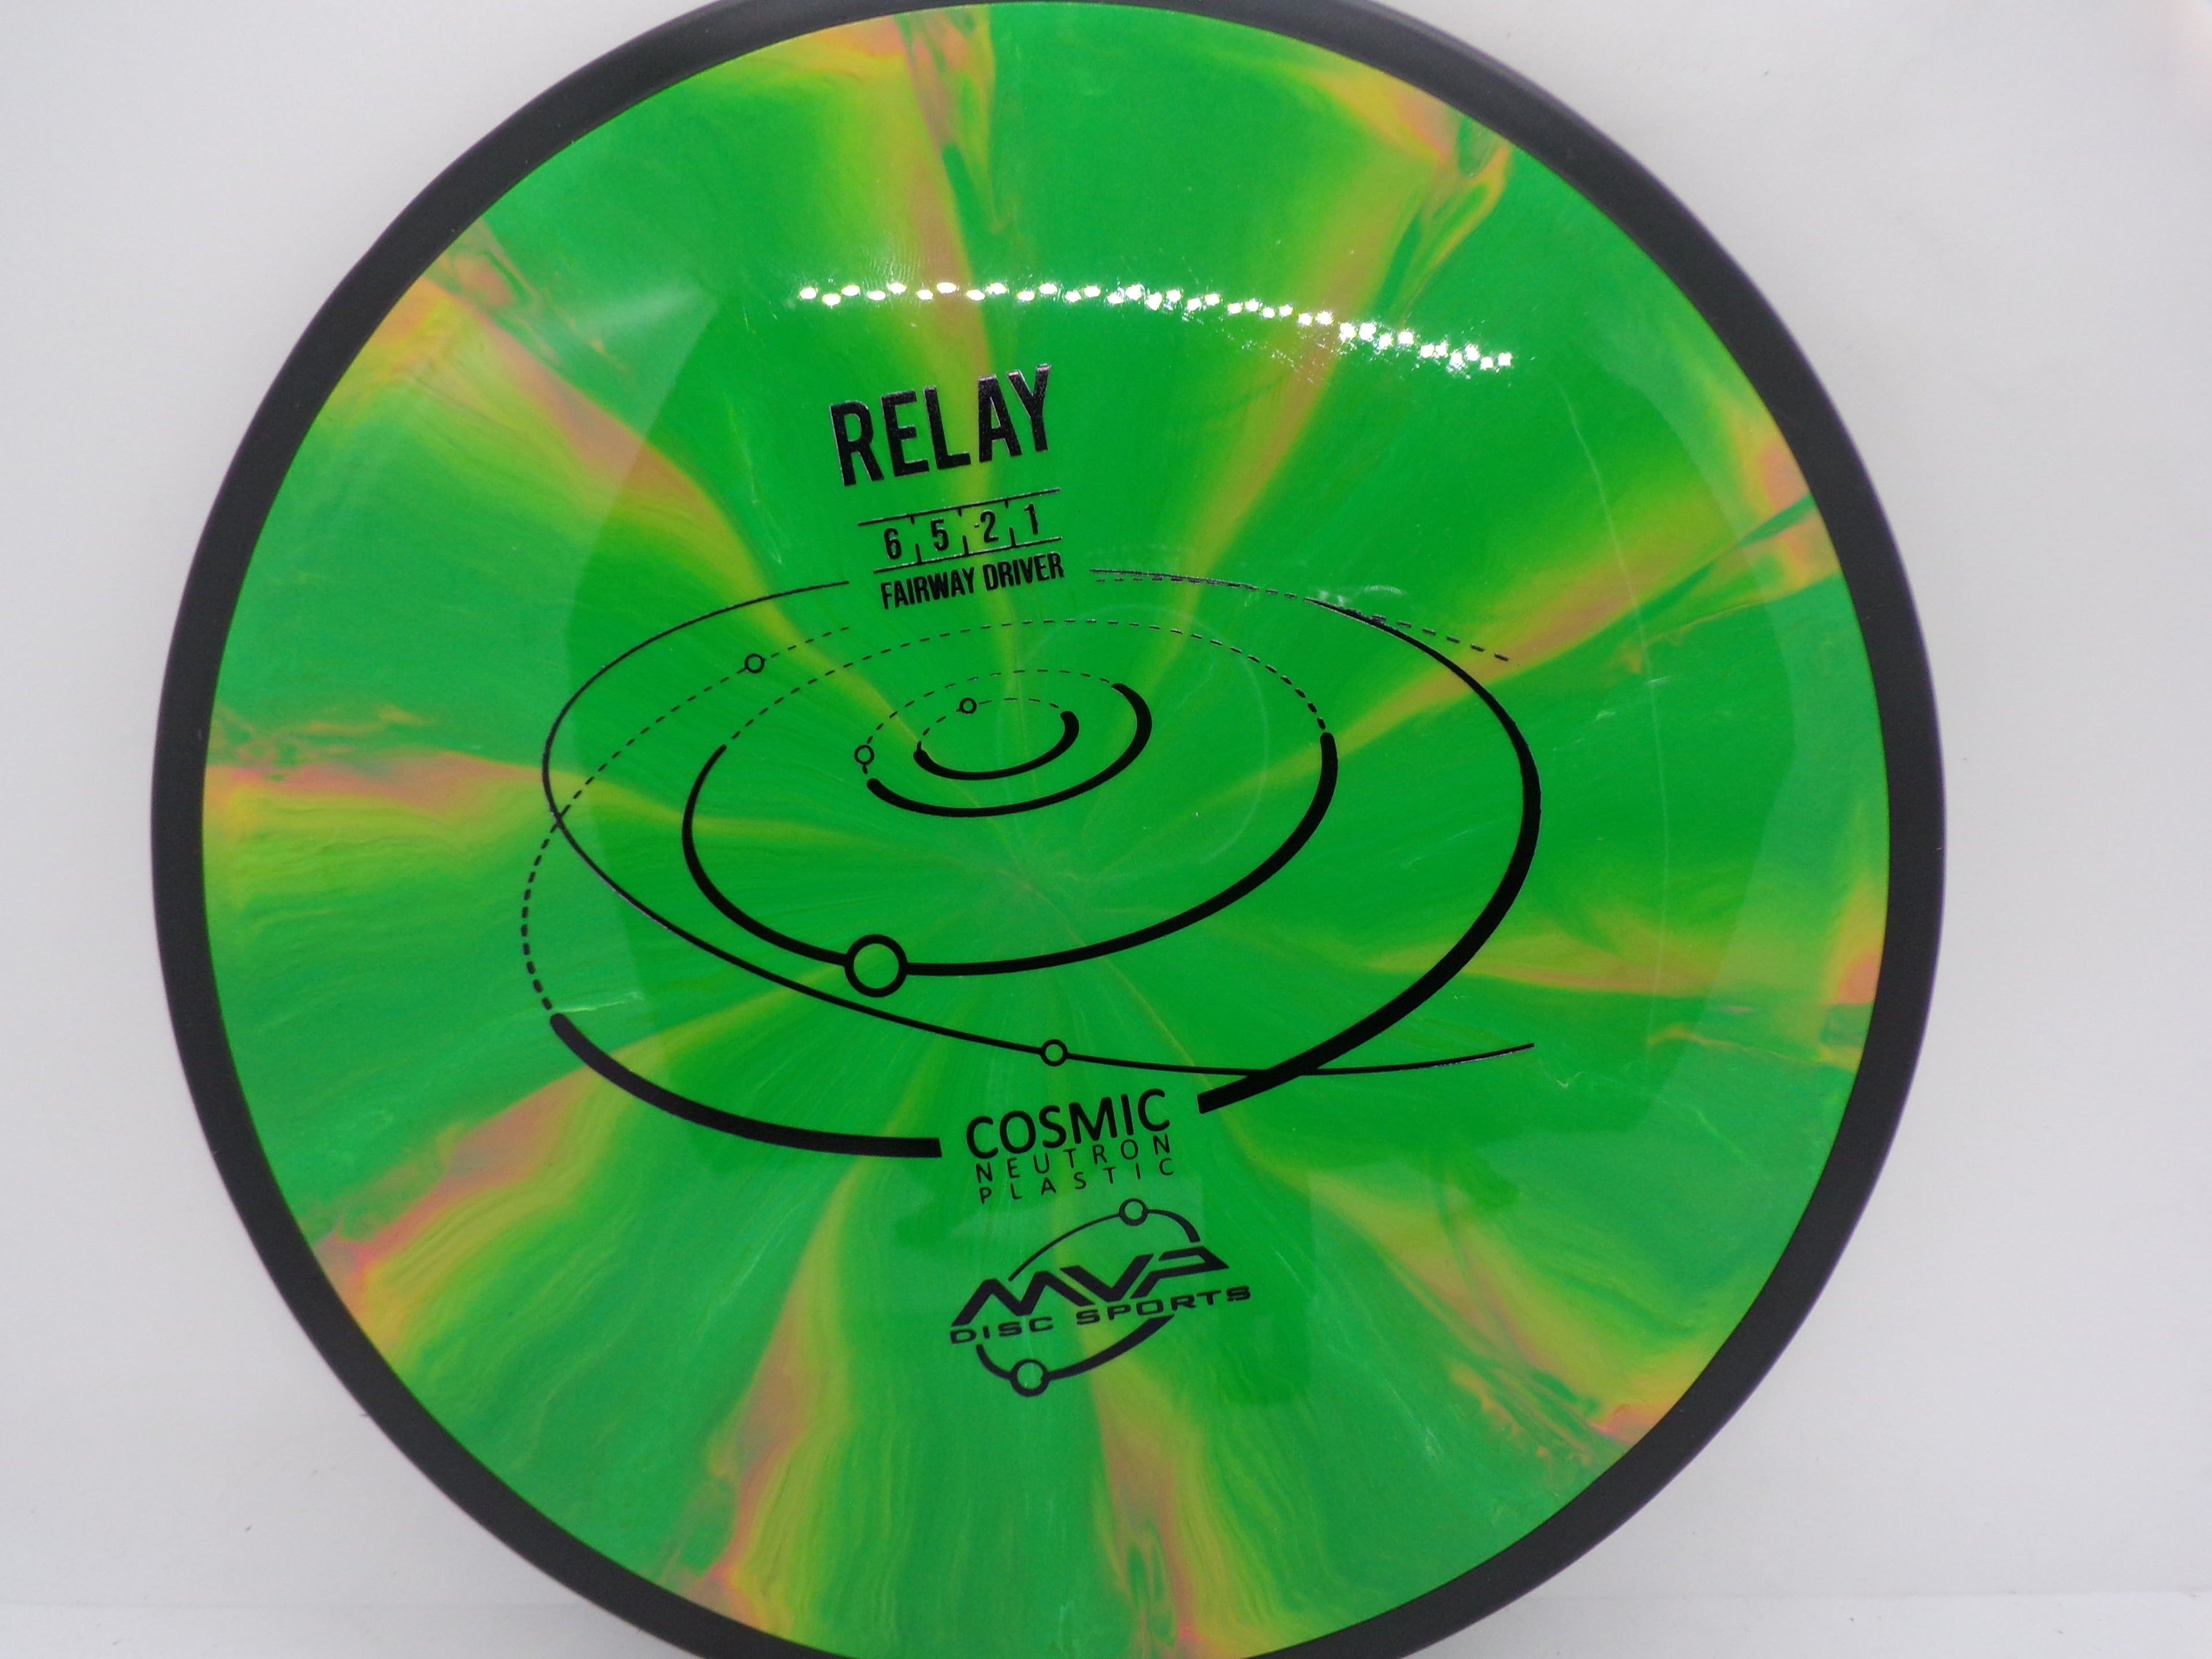 RELAY
6 5 -2 1
FAIRWAY DRIVER
COSMIC
NEUTRON
PLASTIC
MVP
DISC SPORTS